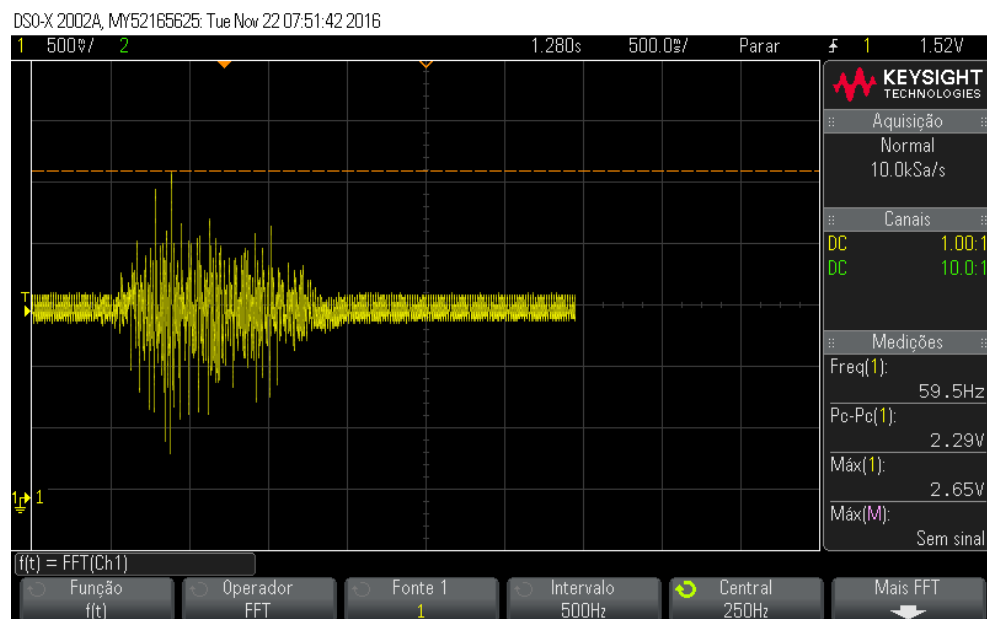 DSO-X 2002A, MY52165625: Tue Nov 22 07:51:42 2016
1 500mV/ 2 1.280s 500.0ms/ Parar 1 1.52V
KEYSIGHT
TECHNOLOGIES
Aquisição
Normal
10.0kSa/s
Canais
DC 1.00:1
DC 10.0:1
T
Medições
Freq(1):
59.5Hz
Pc-Pc(1):
2.29V
Máx(1):
2.65V
1 1
Máx(M):
Sem sinal
f(t) = FFT(Ch1)
Função Operador Fonte 1 Intervalo Central Mais FFT
f(t) FFT 1 500Hz 250Hz